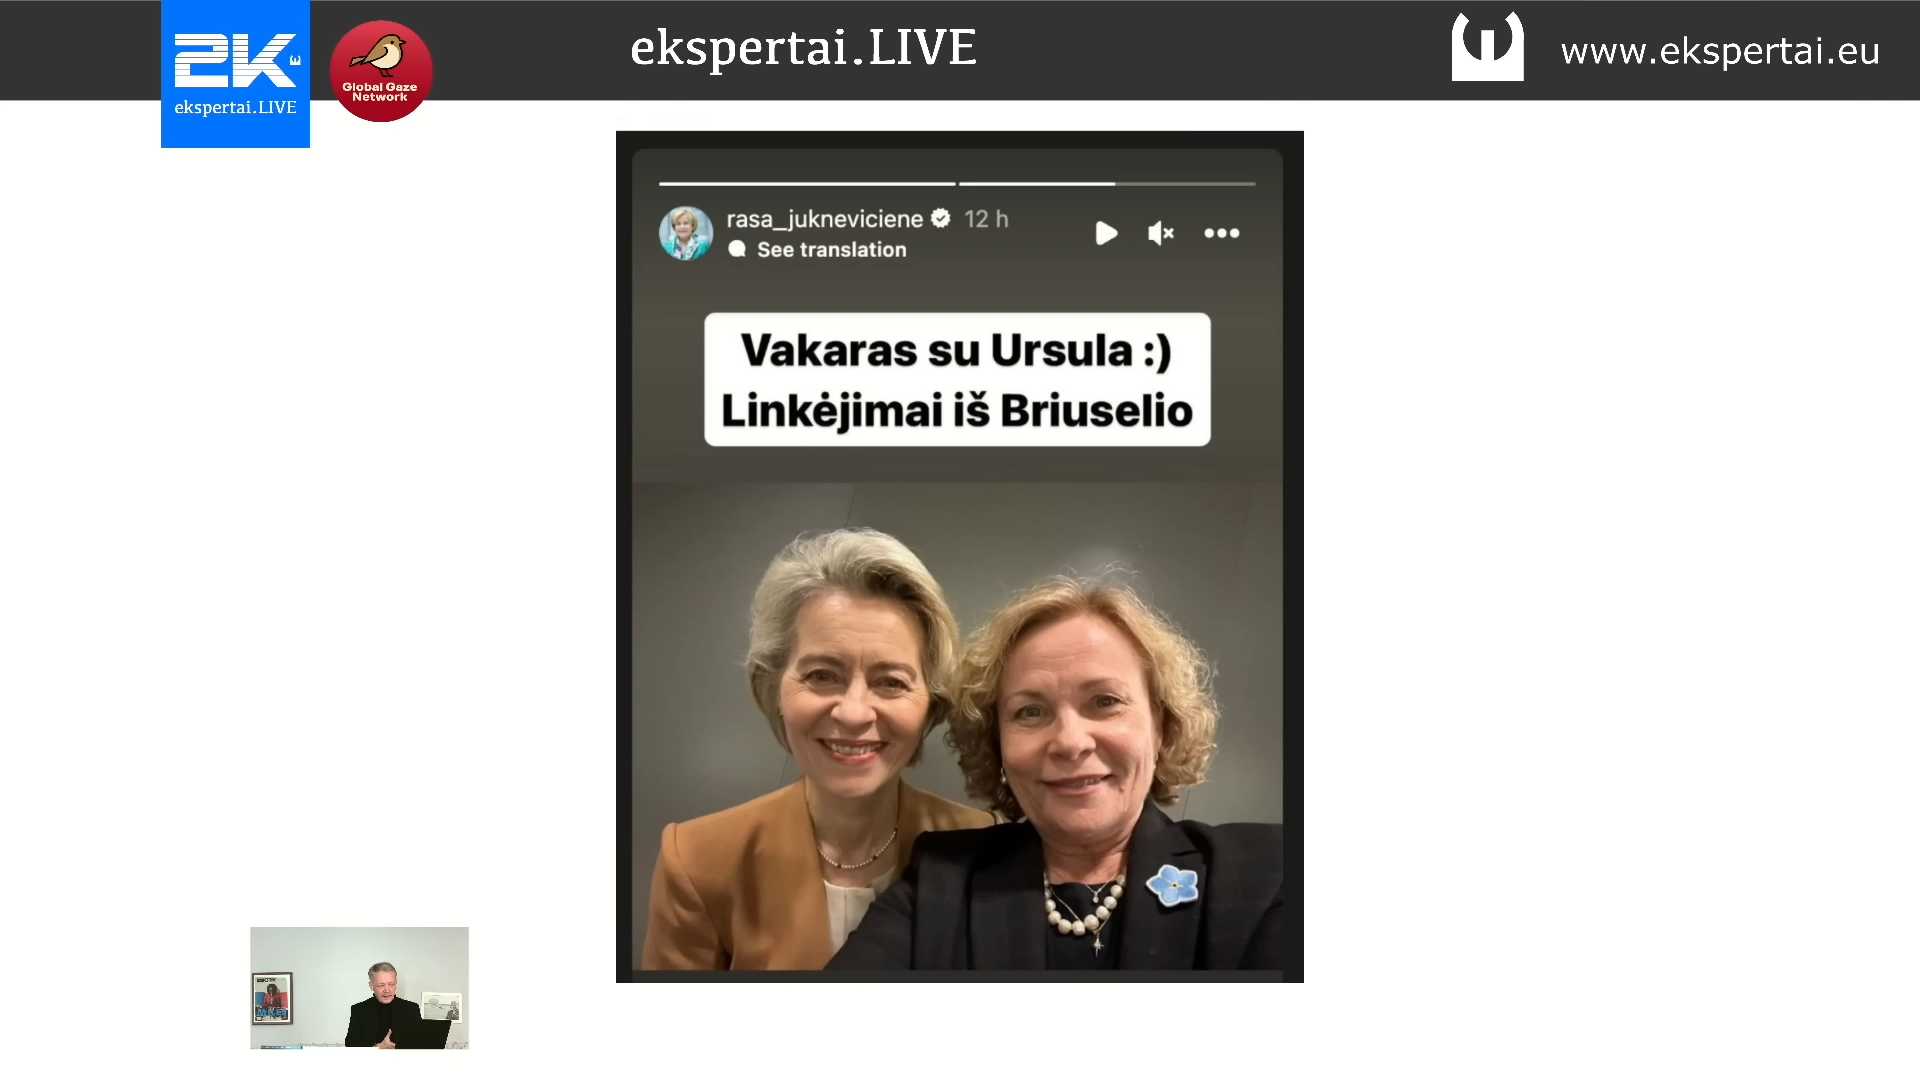 2K
ekspertai.LIVE
Global Gaze
Network
ekspertai.LIVE
www.ekspertai.eu
rasa_jukneviciene 12 h
See translation
Vakaras su Ursula :)
Linkėjimai iš Briuselio